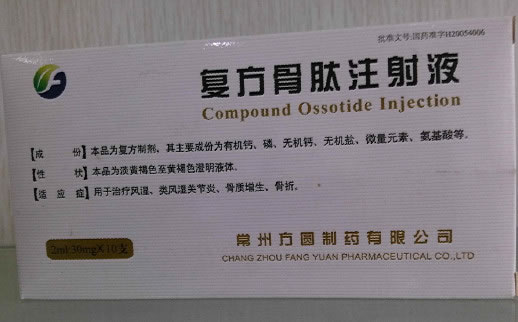 批准文号:国药准字H20054006
复方骨肽注射液
Compound Ossotide Injection
【成 份】 本品为复方制剂，其主要成份为有机钙、磷、无机钙、无机盐、微量元素、氨基酸等。
【性 状】 本品为淡黄褐色至黄褐色澄明液体。
【适应症】 用于治疗风湿、类风湿关节炎、骨质增生、骨折。
2ml:30mg×10支
常州方圆制药有限公司
CHANG ZHOU FANG YUAN PHARMACEUTICAL CO.,LTD